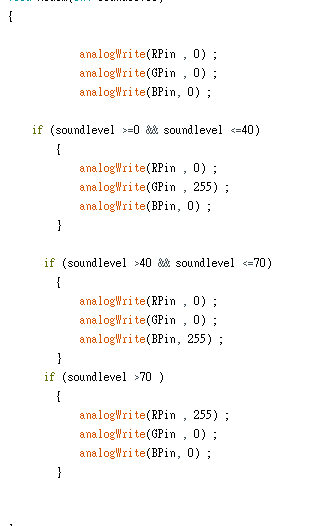 {
analogWrite(RPin , 0) ;
analogWrite(GPin , 0) ;
analogWrite(BPin, 0) ;
if (soundlevel >=0 && soundlevel <=40)
{
analogWrite(RPin , 0) ;
analogWrite(GPin , 255) ;
analogWrite(BPin, 0) ;
}
if (soundlevel >40 && soundlevel <=70)
{
analogWrite(RPin , 0) ;
analogWrite(GPin , 0) ;
analogWrite(BPin, 255) ;
}
if (soundlevel >70 )
{
analogWrite(RPin , 255) ;
analogWrite(GPin , 0) ;
analogWrite(BPin, 0) ;
}